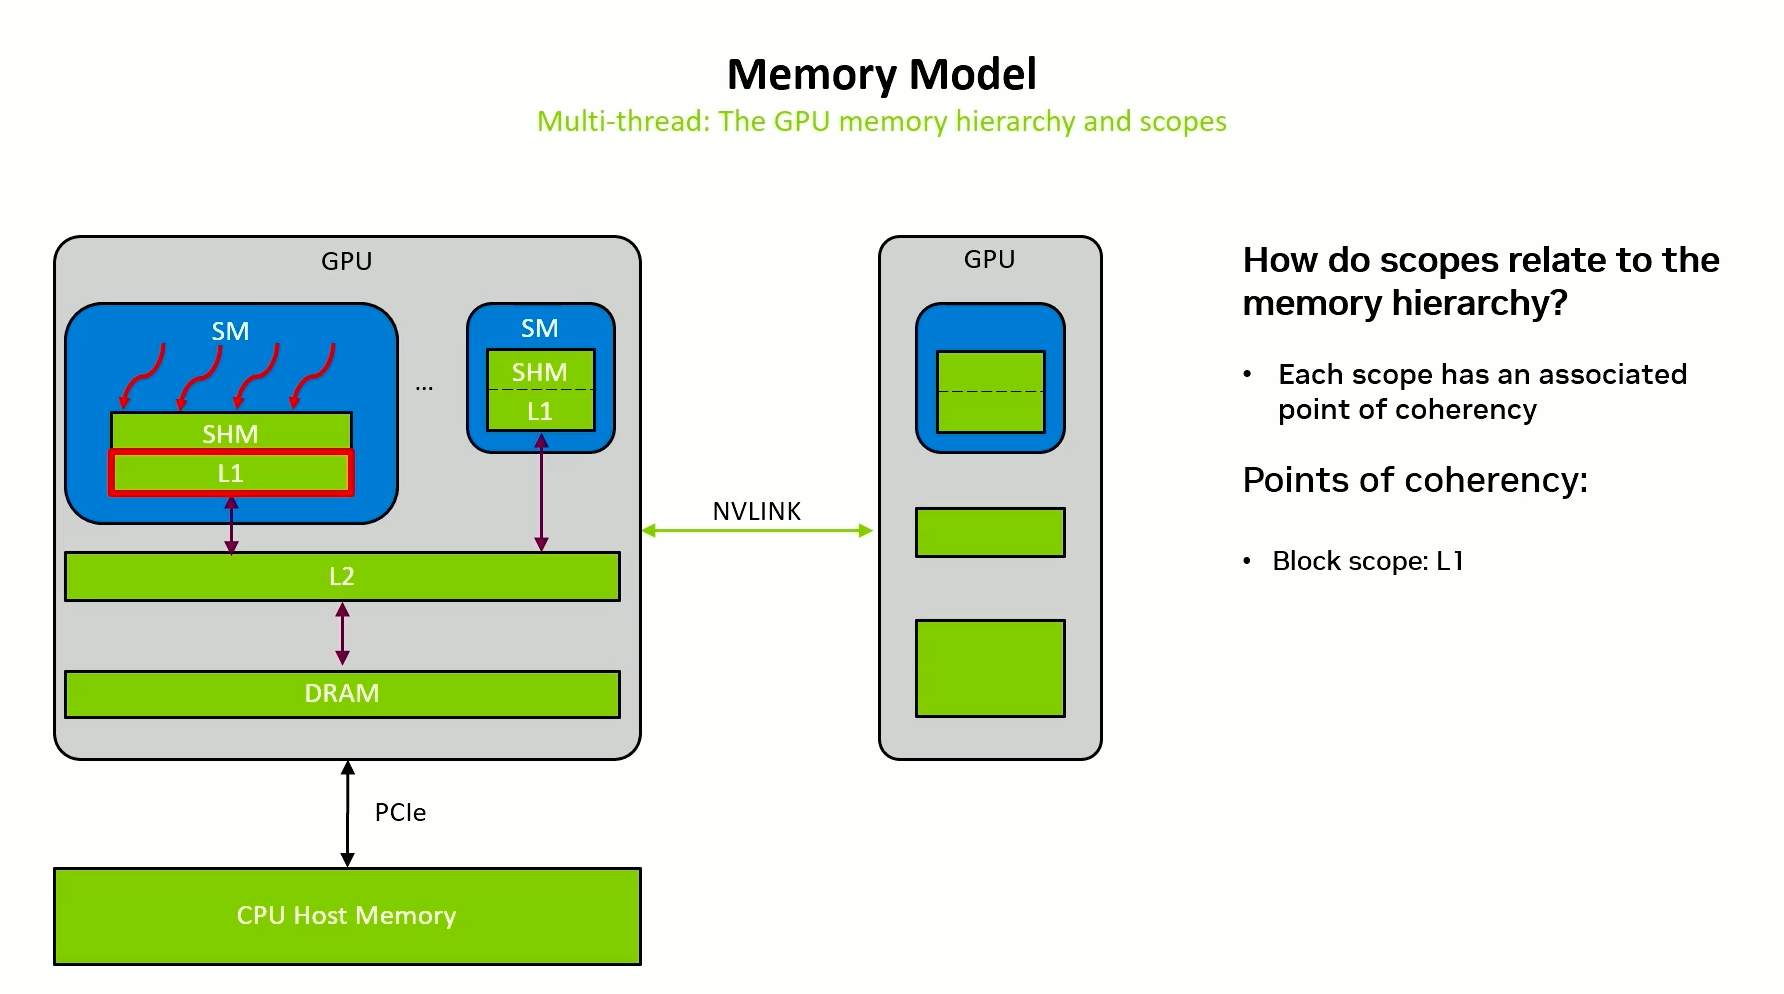 Memory Model
Multi-thread: The GPU memory hierarchy and scopes
GPU
SM
SHM
L1
...
SM
SHM
L1
L2
DRAM
NVLINK
GPU
PCIe
CPU Host Memory
How do scopes relate to the
memory hierarchy?
• Each scope has an associated
point of coherency
Points of coherency:
• Block scope: L1